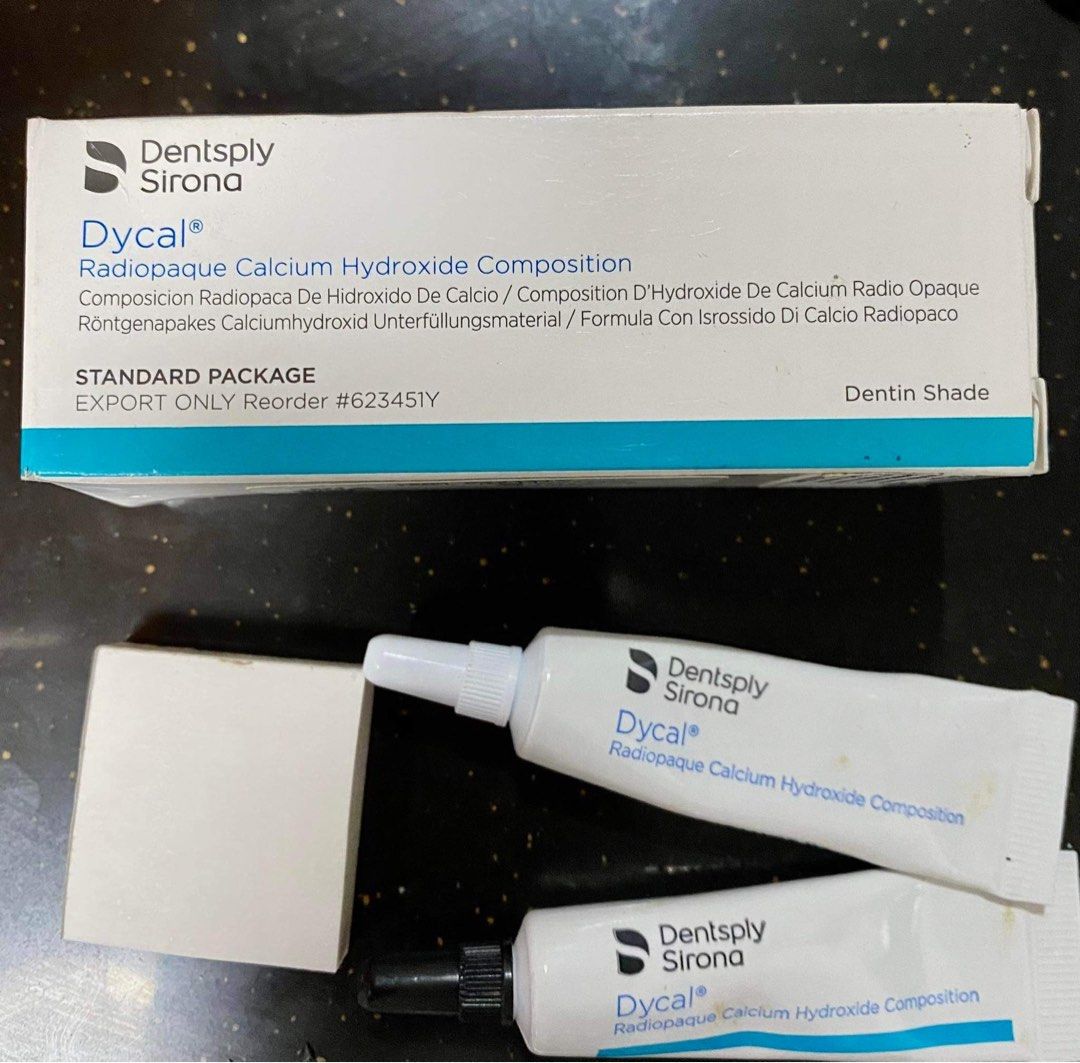 Dentsply
Sirona
Dycal®
Radiopaque Calcium Hydroxide Composition
Composicion Radiopaca De Hidroxido De Calcio / Composition D'Hydroxide De Calcium Radio Opaque
Röntgenapakes Calciumhydroxid Unterfüllungsmaterial / Formula Con Isrossido Di Calcio Radiopaco
STANDARD PACKAGE
EXPORT ONLY Reorder #623451Y
Dentin Shade
Dentsply
Sirona
Dycal®
Radiopaque Calcium Hydroxide Composition
Dentsply
Sirona
Dycal®
Radiopaque Calcium Hydroxide Composition